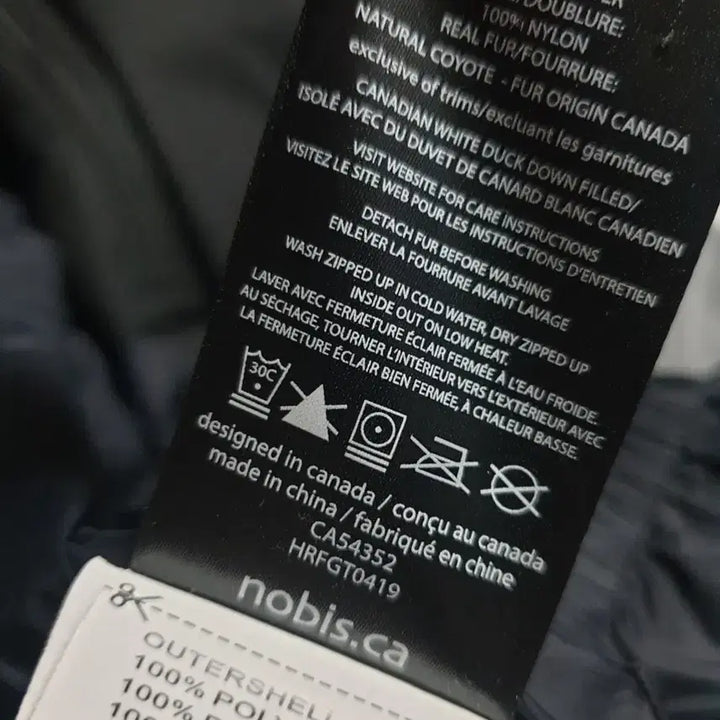 /DOUBLURE:
100% NYLON
REAL FUR/FOURRURE:
NATURAL COYOTE - FUR ORIGIN CANADA
exclusive of trims/excluant les garnitures
CANADIAN WHITE DUCK DOWN FILLED/
ISOLÉ AVEC DU DUVET DE CANARD BLANC CANADIEN
VISIT WEBSITE FOR CARE INSTRUCTIONS
VISITEZ LE SITE WEB POUR LES INSTRUCTIONS D'ENTRETIEN
DETACH FUR BEFORE WASHING
ENLEVER LA FOURRURE AVANT LAVAGE
WASH ZIPPED UP IN COLD WATER, DRY ZIPPED UP
INSIDE OUT ON LOW HEAT.
LAVER AVEC FERMETURE ÉCLAIR FERMÉE À L'EAU FROIDE.
AU SÉCHAGE, TOURNER L'INTÉRIEUR VERS L'EXTÉRIEUR AVEC
LA FERMETURE ÉCLAIR BIEN FERMÉE, À CHALEUR BASSE.
30C
designed in canada / conçu au canada
made in china / fabriqué en chine
CA54352
HRFGT0419
nobis.ca
OUTERSHELL
100% POLY
100%
100%